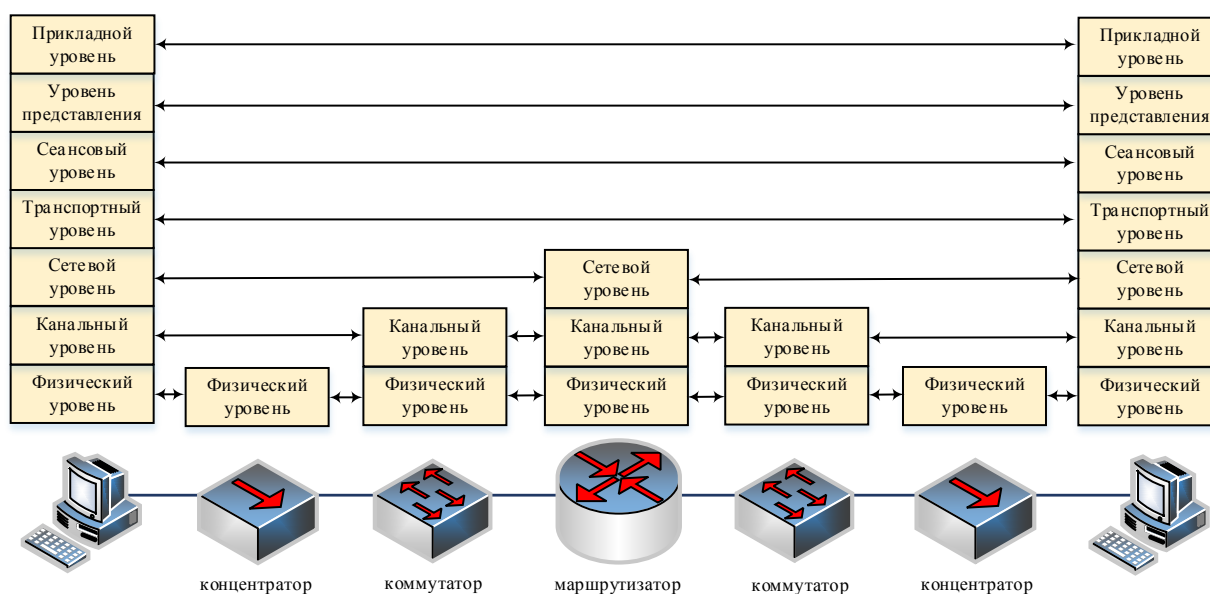 Прикладной
уровень
Прикладной
уровень
Уровень
представления
Уровень
представления
Сеансовый
уровень
Сеансовый
уровень
Транспортный
уровень
Транспортный
уровень
Сетевой
уровень
Сетевой
уровень
Сетевой
уровень
Канальный
уровень
Канальный
уровень
Канальный
уровень
Канальный
уровень
Канальный
уровень
Физический
уровень
Физический
уровень
Физический
уровень
Физический
уровень
Физический
уровень
Физический
уровень
Физический
уровень
концентратор
коммутатор
маршрутизатор
коммутатор
концентратор